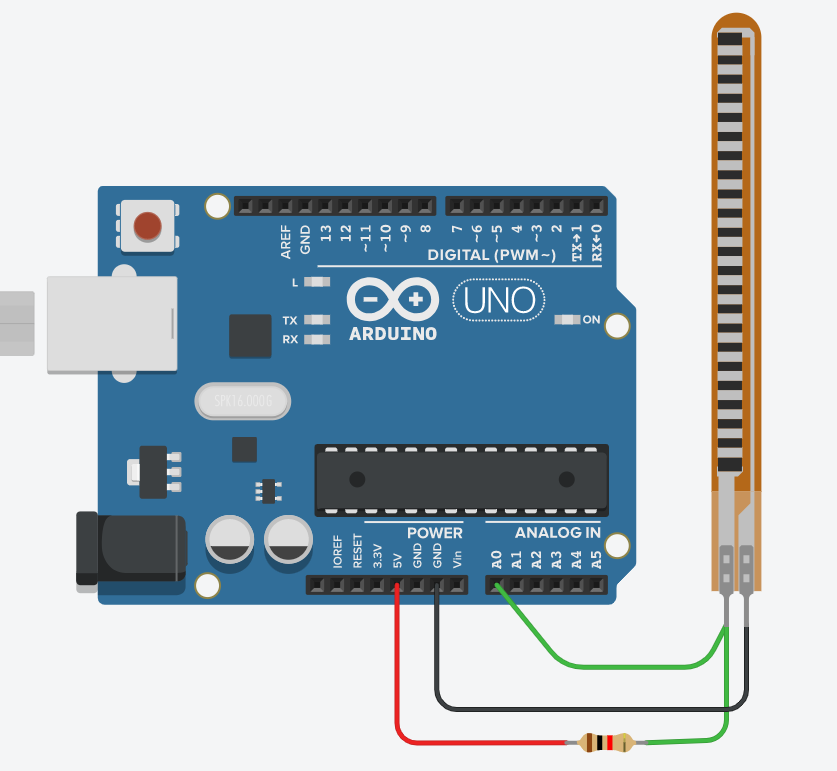 AREF
GND
13
12
~11
~10
~9
8
7
~6
~5
4
~3
2
TX→1
RX←0
DIGITAL (PWM~)
L
TX
RX
ARDUINO
UNO
ON
SPK16.000G
POWER
ANALOG IN
IOREF
RESET
3.3V
5V
GND
GND
Vin
A0
A1
A2
A3
A4
A5